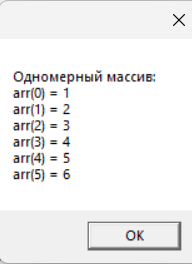 Одномерный массив:
arr(0) = 1
arr(1) = 2
arr(2) = 3
arr(3) = 4
arr(4) = 5
arr(5) = 6
OK